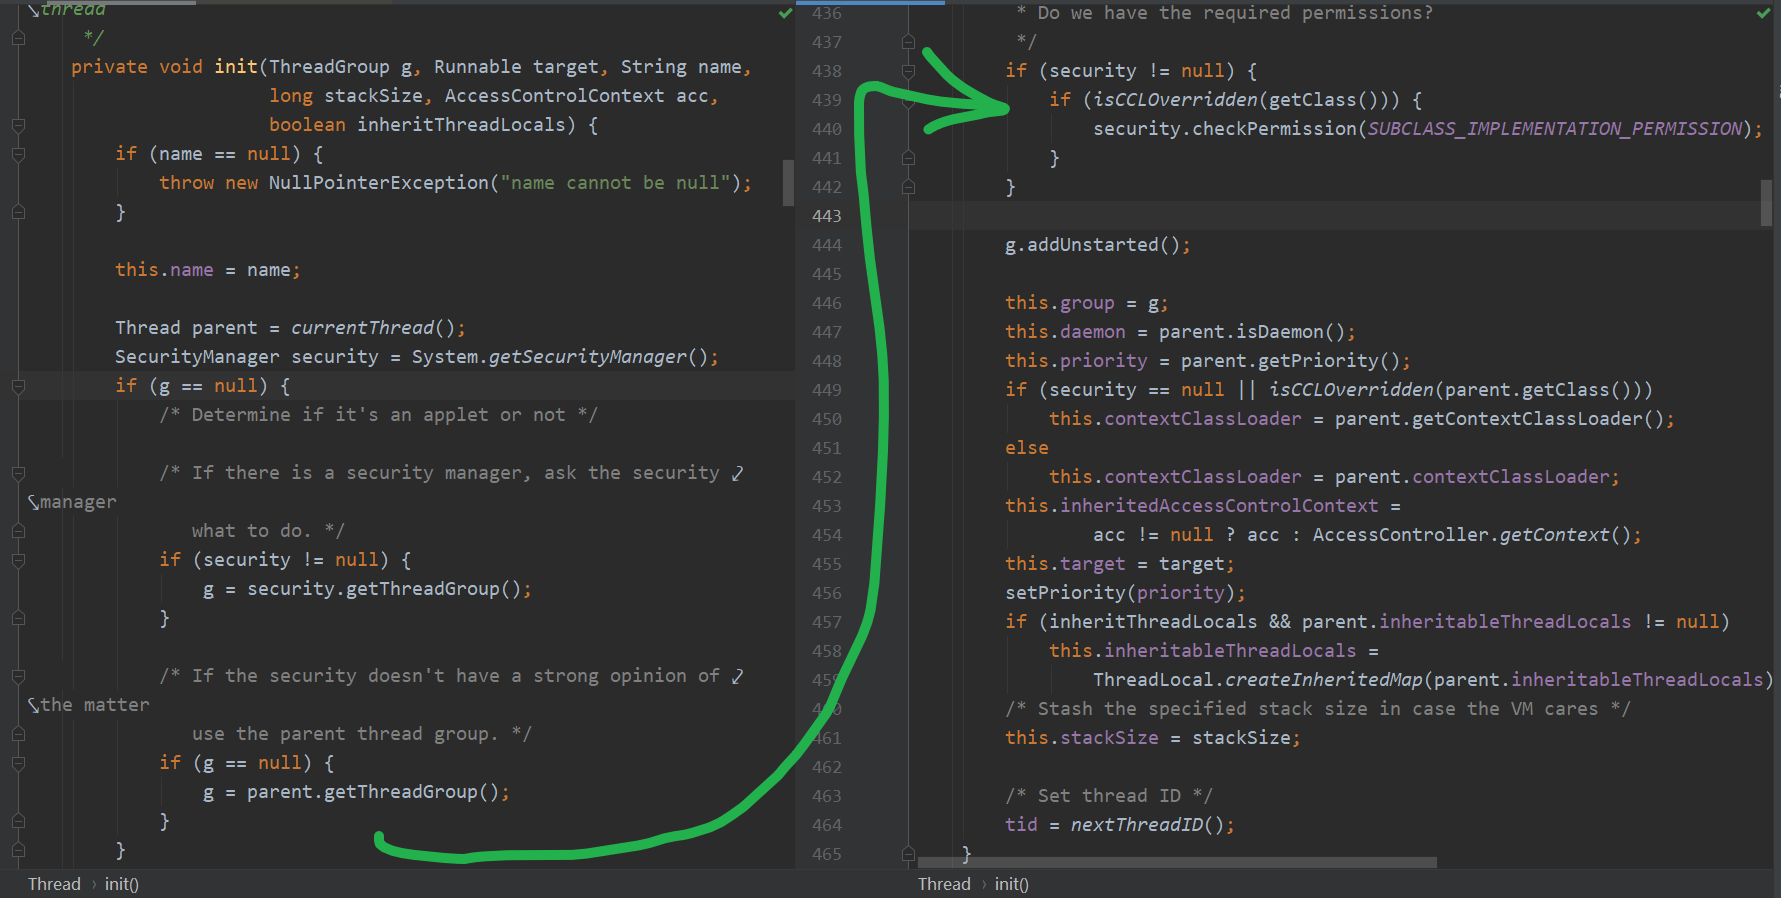 thread
*/
private void init(ThreadGroup g, Runnable target, String name,
long stackSize, AccessControlContext acc,
boolean inheritThreadLocals) {
if (name == null) {
throw new NullPointerException("name cannot be null");
}
this.name = name;
Thread parent = currentThread();
SecurityManager security = System.getSecurityManager();
if (g == null) {
/* Determine if it's an applet or not */
/* If there is a security manager, ask the security
manager
what to do. */
if (security != null) {
g = security.getThreadGroup();
}
/* If the security doesn't have a strong opinion of
the matter
use the parent thread group. */
if (g == null) {
g = parent.getThreadGroup();
}
}
Thread › init()
436 * Do we have the required permissions?
437 */
438 if (security != null) {
439 if (isCCLOverridden(getClass())) {
440 security.checkPermission(SUBCLASS_IMPLEMENTATION_PERMISSION);
441 }
442 }
443
444 g.addUnstarted();
445
446 this.group = g;
447 this.daemon = parent.isDaemon();
448 this.priority = parent.getPriority();
449 if (security == null || isCCLOverridden(parent.getClass()))
450 this.contextClassLoader = parent.getContextClassLoader();
451 else
452 this.contextClassLoader = parent.contextClassLoader;
453 this.inheritedAccessControlContext =
454 acc != null ? acc : AccessController.getContext();
455 this.target = target;
456 setPriority(priority);
457 if (inheritThreadLocals && parent.inheritableThreadLocals != null)
458 this.inheritableThreadLocals =
459 ThreadLocal.createInheritedMap(parent.inheritableThreadLocals)
460 /* Stash the specified stack size in case the VM cares */
461 this.stackSize = stackSize;
462
463 /* Set thread ID */
464 tid = nextThreadID();
465 }
Thread › init()